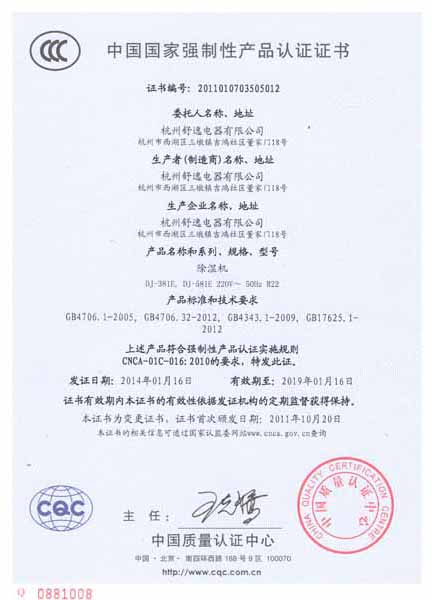 中国国家强制性产品认证证书
证书编号：2011010703505012
委托人名称、地址
杭州舒逸电器有限公司
杭州市西湖区三墩镇吉鸿社区董家门18号
生产者(制造商)名称、地址
杭州舒逸电器有限公司
杭州市西湖区三墩镇吉鸿社区董家门18号
生产企业名称、地址
杭州舒逸电器有限公司
杭州市西湖区三墩镇吉鸿社区董家门18号
产品名称和系列、规格、型号
除湿机
DJ-381E, DJ-581E 220V~ 50Hz R22
产品标准和技术要求
GB4706.1-2005, GB4706.32-2012, GB4343.1-2009, GB17625.1-
2012
上述产品符合强制性产品认证实施规则
CNCA-01C-016:2010的要求，特发此证。
发证日期：2014年01月16日 有效期至：2019年01月16日
证书有效期内本证书的有效性依据发证机构的定期监督获得保持。
本证书为变更证书，证书首次颁发日期：2011年10月20日
本证书的相关信息可通过国家认监委网站www.cnca.gov.cn查询
CQC
主 任：
CHINA QUALITY CERTIFICATION CENTRE
中国质量认证中心
中国质量认证中心
中国·北京·南四环西路188号9区 100070
http://www.cqc.com.cn
Q 0881008